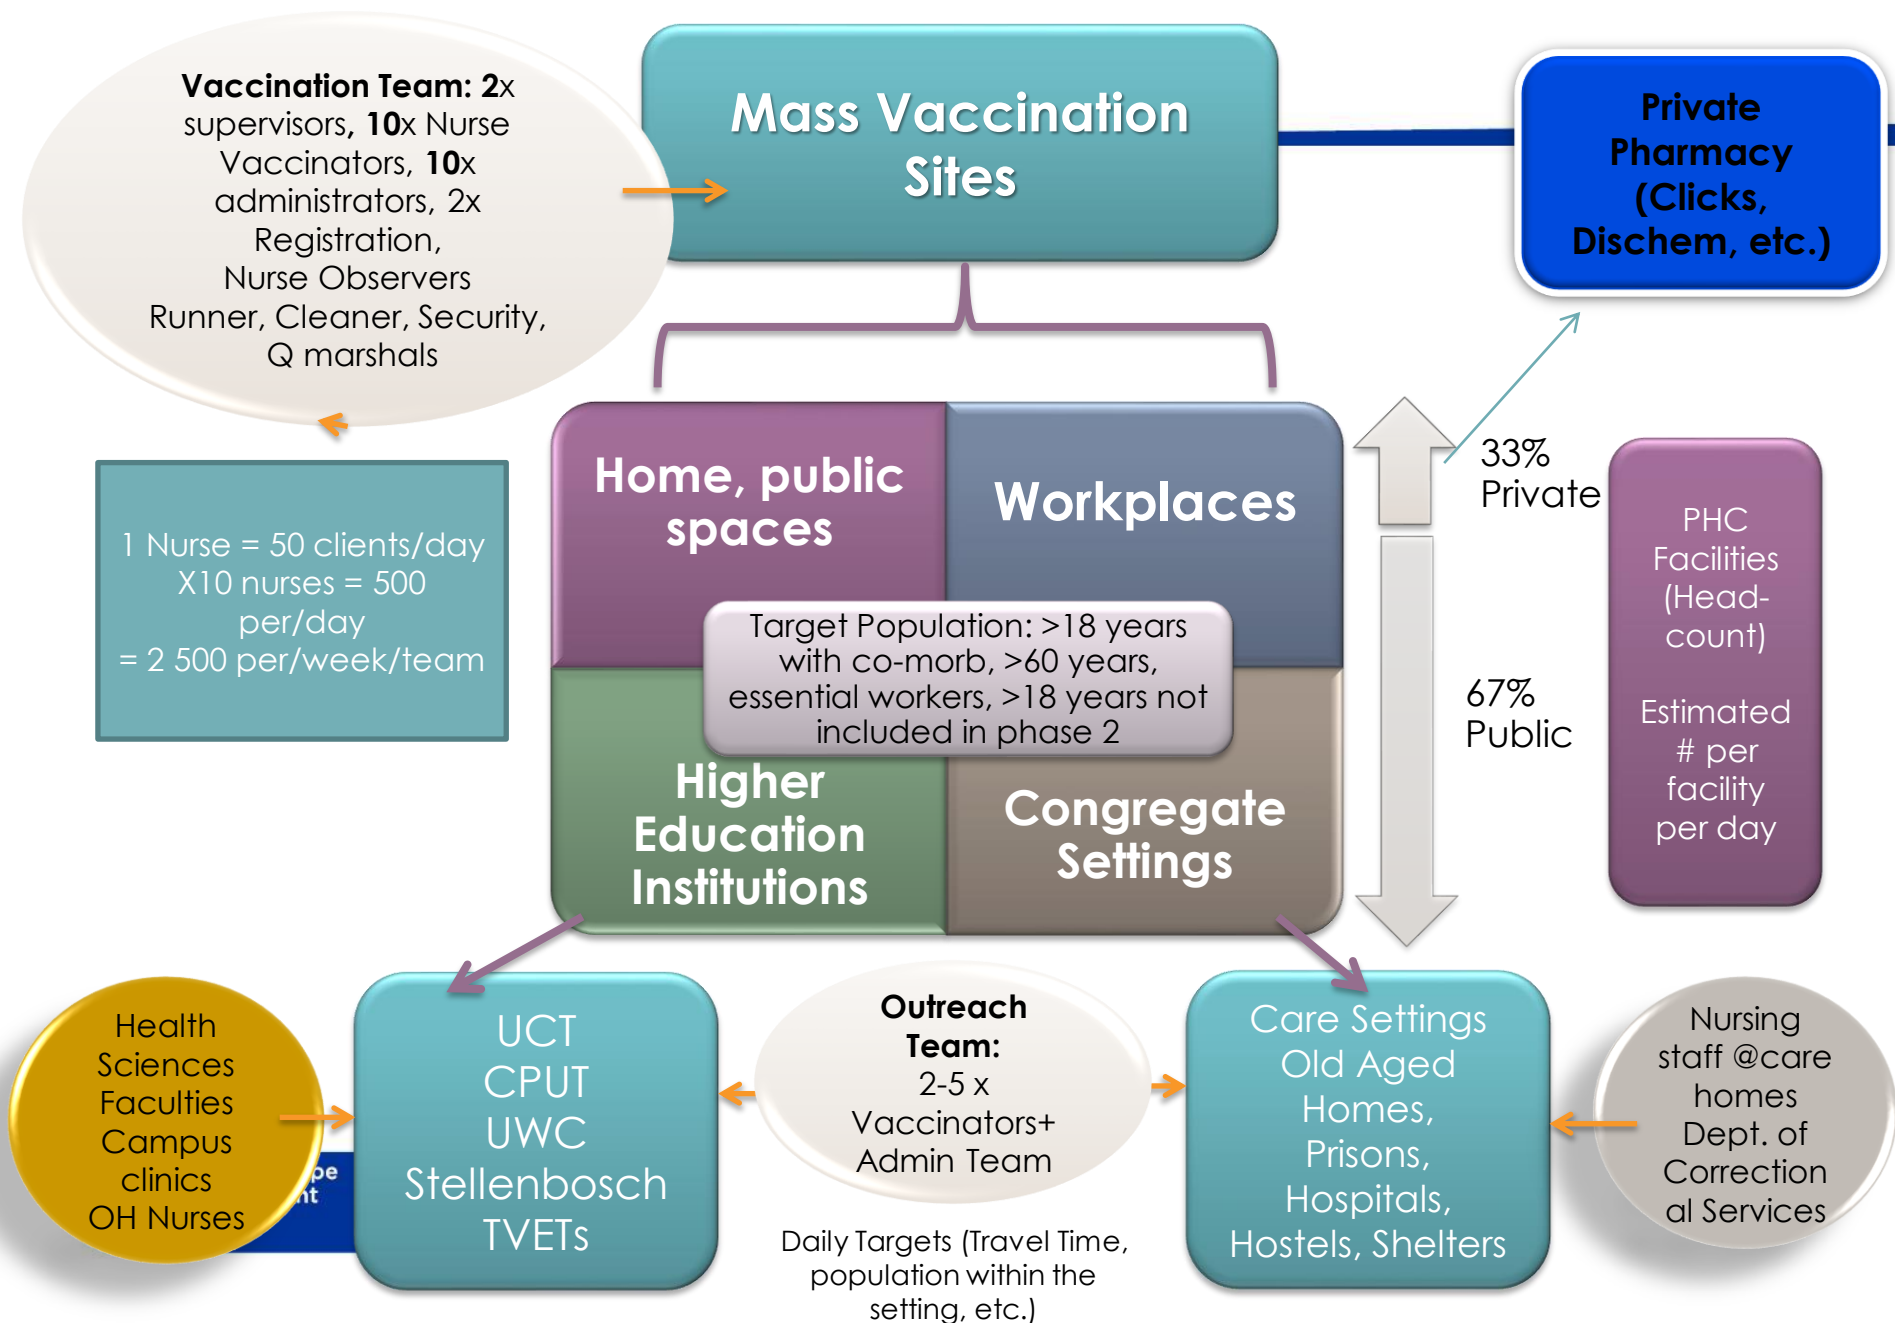 Vaccination Team: 2x
supervisors, 10x Nurse
Vaccinators, 10x
administrators, 2x
Registration,
Nurse Observers
Runner, Cleaner, Security,
Q marshals
Mass Vaccination
Sites
Private
Pharmacy
(Clicks,
Dischem, etc.)
1 Nurse = 50 clients/day
X10 nurses = 500
per/day
= 2 500 per/week/team
Home, public
spaces
Workplaces
Target Population: >18 years
with co-morb, >60 years,
essential workers, >18 years not
included in phase 2
Higher
Education
Institutions
Congregate
Settings
33%
Private
67%
Public
PHC
Facilities
(Head-
count)
Estimated
# per
facility
per day
Health
Sciences
Faculties
Campus
clinics
OH Nurses
pe
nt
UCT
CPUT
UWC
Stellenbosch
TVETs
Outreach
Team:
2-5 x
Vaccinators+
Admin Team
Daily Targets (Travel Time,
population within the
setting, etc.)
Care Settings
Old Aged
Homes,
Prisons,
Hospitals,
Hostels, Shelters
Nursing
staff @care
homes
Dept. of
Correction
al Services